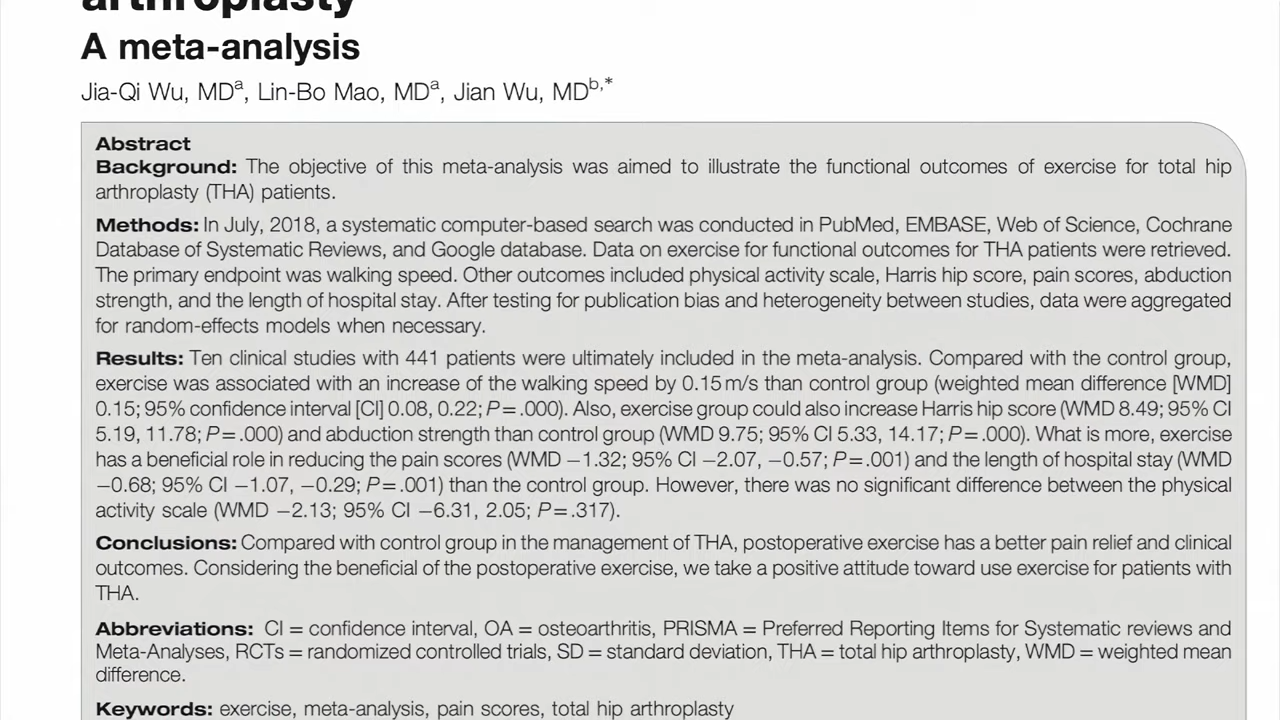 arthroplasty
A meta-analysis
Jia-Qi Wu, MDa, Lin-Bo Mao, MDa, Jian Wu, MDb,*
Abstract
Background: The objective of this meta-analysis was aimed to illustrate the functional outcomes of exercise for total hip
arthroplasty (THA) patients.
Methods: In July, 2018, a systematic computer-based search was conducted in PubMed, EMBASE, Web of Science, Cochrane
Database of Systematic Reviews, and Google database. Data on exercise for functional outcomes for THA patients were retrieved.
The primary endpoint was walking speed. Other outcomes included physical activity scale, Harris hip score, pain scores, abduction
strength, and the length of hospital stay. After testing for publication bias and heterogeneity between studies, data were aggregated
for random-effects models when necessary.
Results: Ten clinical studies with 441 patients were ultimately included in the meta-analysis. Compared with the control group,
exercise was associated with an increase of the walking speed by 0.15 m/s than control group (weighted mean difference [WMD]
0.15; 95% confidence interval [CI] 0.08, 0.22; P=.000). Also, exercise group could also increase Harris hip score (WMD 8.49; 95% CI
5.19, 11.78; P=.000) and abduction strength than control group (WMD 9.75; 95% CI 5.33, 14.17; P=.000). What is more, exercise
has a beneficial role in reducing the pain scores (WMD −1.32; 95% CI −2.07, −0.57; P=.001) and the length of hospital stay (WMD
−0.68; 95% CI −1.07, −0.29; P=.001) than the control group. However, there was no significant difference between the physical
activity scale (WMD −2.13; 95% CI −6.31, 2.05; P=.317).
Conclusions: Compared with control group in the management of THA, postoperative exercise has a better pain relief and clinical
outcomes. Considering the beneficial of the postoperative exercise, we take a positive attitude toward use exercise for patients with
THA.
Abbreviations: CI = confidence interval, OA = osteoarthritis, PRISMA = Preferred Reporting Items for Systematic reviews and
Meta-Analyses, RCTs = randomized controlled trials, SD = standard deviation, THA = total hip arthroplasty, WMD = weighted mean
difference.
Keywords: exercise, meta-analysis, pain scores, total hip arthroplasty